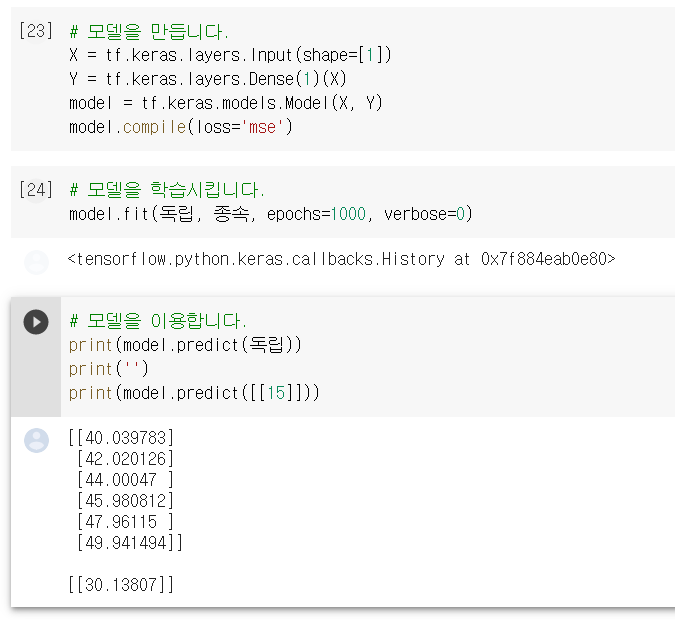 [23] # 모델을 만듭니다.
X = tf.keras.layers.Input(shape=[1])
Y = tf.keras.layers.Dense(1)(X)
model = tf.keras.models.Model(X, Y)
model.compile(loss='mse')
[24] # 모델을 학습시킵니다.
model.fit(독립, 종속, epochs=1000, verbose=0)
<tensorflow.python.keras.callbacks.History at 0x7f884eab0e80>
# 모델을 이용합니다.
print(model.predict(독립))
print('')
print(model.predict([[15]]))
[[40.039783]
[42.020126]
[44.00047 ]
[45.980812]
[47.96115 ]
[49.941494]]
[[30.13807]]